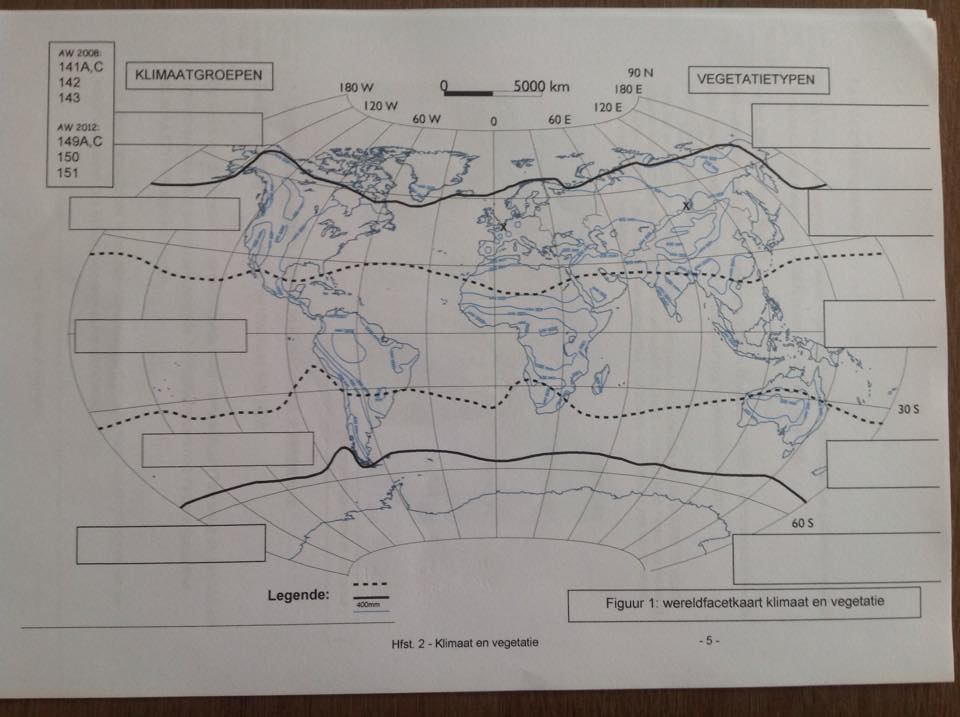 AW 2008:
141A,C
142
143
AW 2012:
149A,C
150
151
KLIMAATGROEPEN
0 5000 km
VEGETATIETYPEN
90 N
180 W
180 E
120 W
120 E
60 W
0
60 E
X
X
30 S
60 S
Legende:
400mm
Figuur 1: wereldfacetkaart klimaat en vegetatie
Hfst. 2 - Klimaat en vegetatie
- 5 -